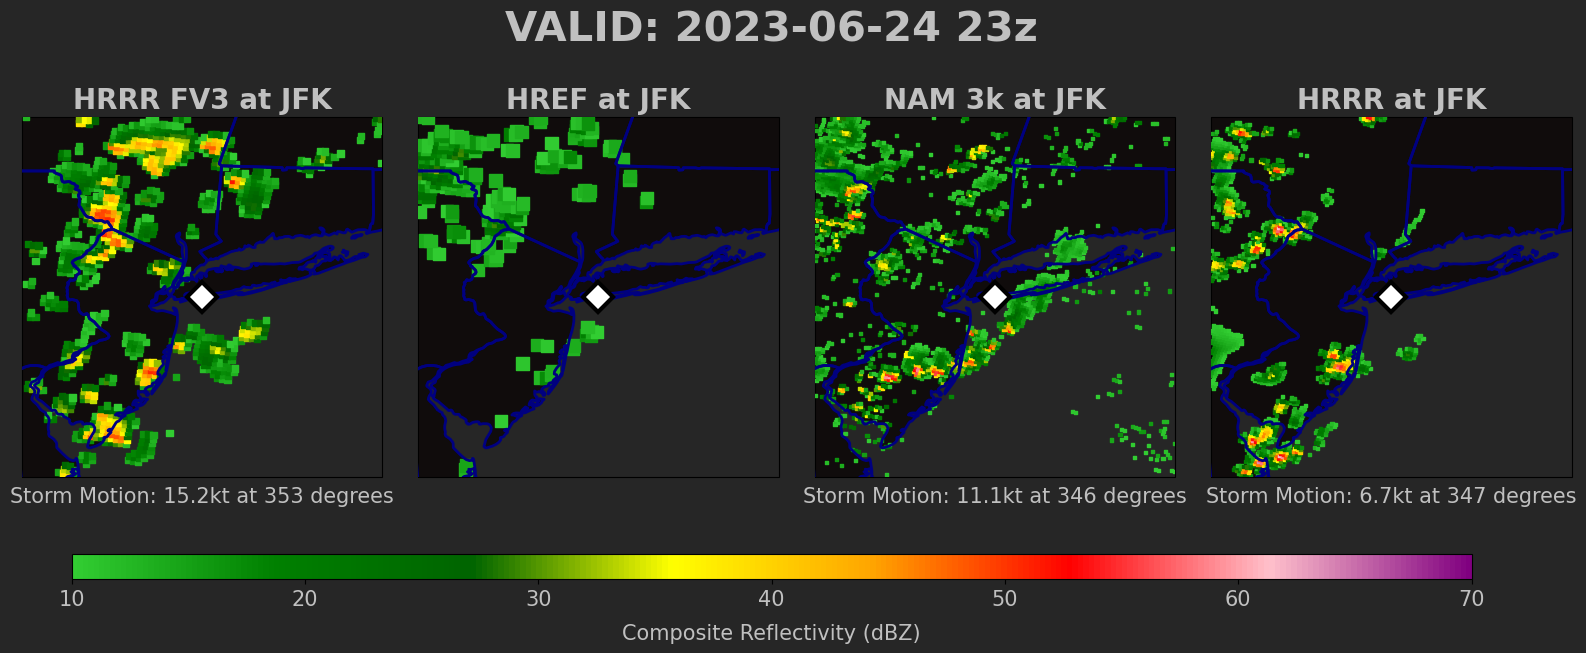 VALID: 2023-06-24 23z
HRRR FV3 at JFK
HREF at JFK
NAM 3k at JFK
HRRR at JFK
Storm Motion: 15.2kt at 353 degrees
Storm Motion: 11.1kt at 346 degrees
Storm Motion: 6.7kt at 347 degrees
10 20 30 40 50 60 70
Composite Reflectivity (dBZ)